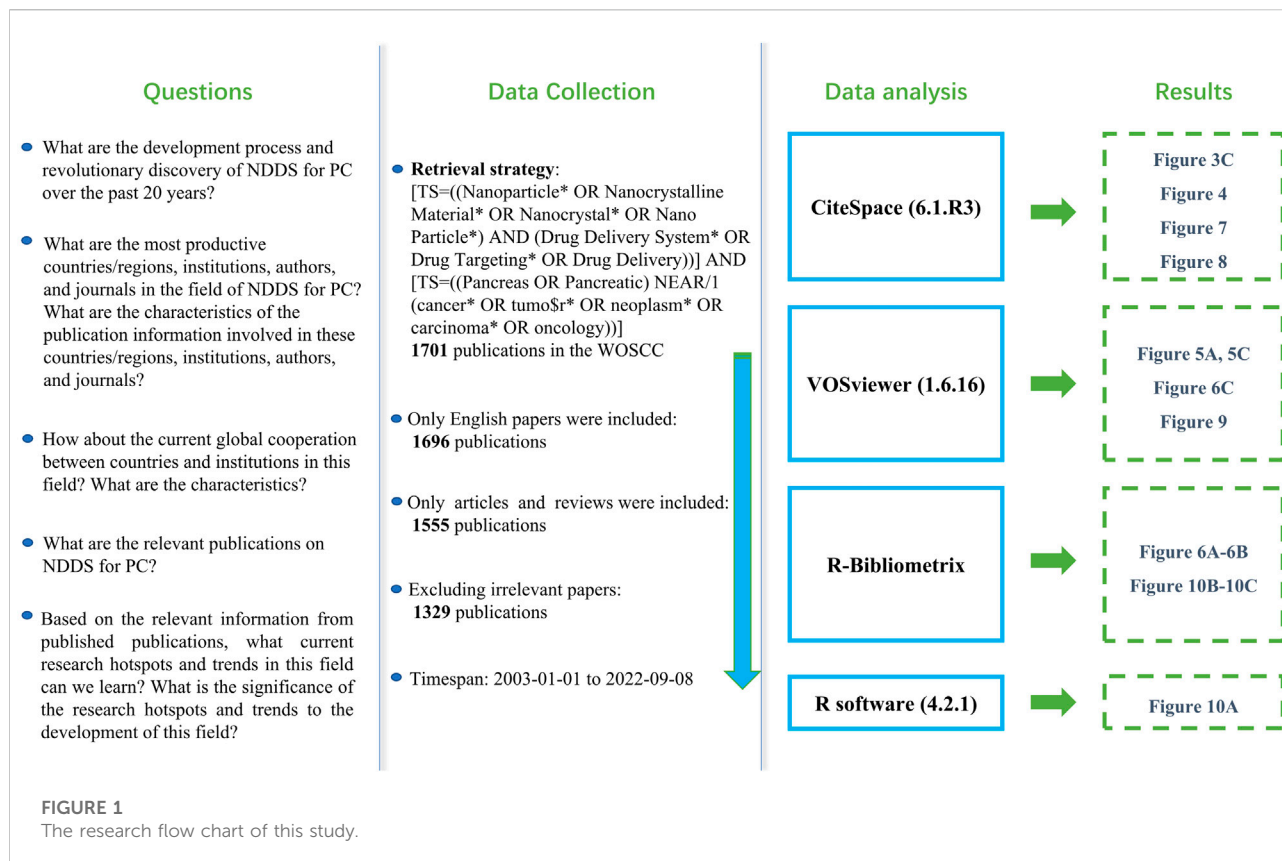 Questions
What are the development process and
revolutionary discovery of NDDS for PC
over the past 20 years?
What are the most productive
countries/regions, institutions, authors,
and journals in the field of NDDS for PC?
What are the characteristics of the
publication information involved in these
countries/regions, institutions, authors,
and journals?
How about the current global cooperation
between countries and institutions in this
field? What are the characteristics?
What are the relevant publications on
NDDS for PC?
Based on the relevant information from
published publications, what current
research hotspots and trends in this field
can we learn? What is the significance of
the research hotspots and trends to the
development of this field?
Data Collection
Retrieval strategy:
[TS=((Nanoparticle* OR Nanocrystalline
Material* OR Nanocrystal* OR Nano
Particle*) AND (Drug Delivery System* OR
Drug Targeting* OR Drug Delivery))] AND
[TS=((Pancreas OR Pancreatic) NEAR/1
(cancer* OR tumo$r* OR neoplasm* OR
carcinoma* OR oncology))]
1701 publications in the WOSCC
Only English papers were included:
1696 publications
Only articles and reviews were included:
1555 publications
Excluding irrelevant papers:
1329 publications
Timespan: 2003-01-01 to 2022-09-08
Data analysis
CiteSpace (6.1.R3)
VOSviewer (1.6.16)
R-Bibliometrix
R software (4.2.1)
Results
Figure 3C
Figure 4
Figure 7
Figure 8
Figure 5A, 5C
Figure 6C
Figure 9
Figure 6A-6B
Figure 10B-10C
Figure 10A
FIGURE 1
The research flow chart of this study.